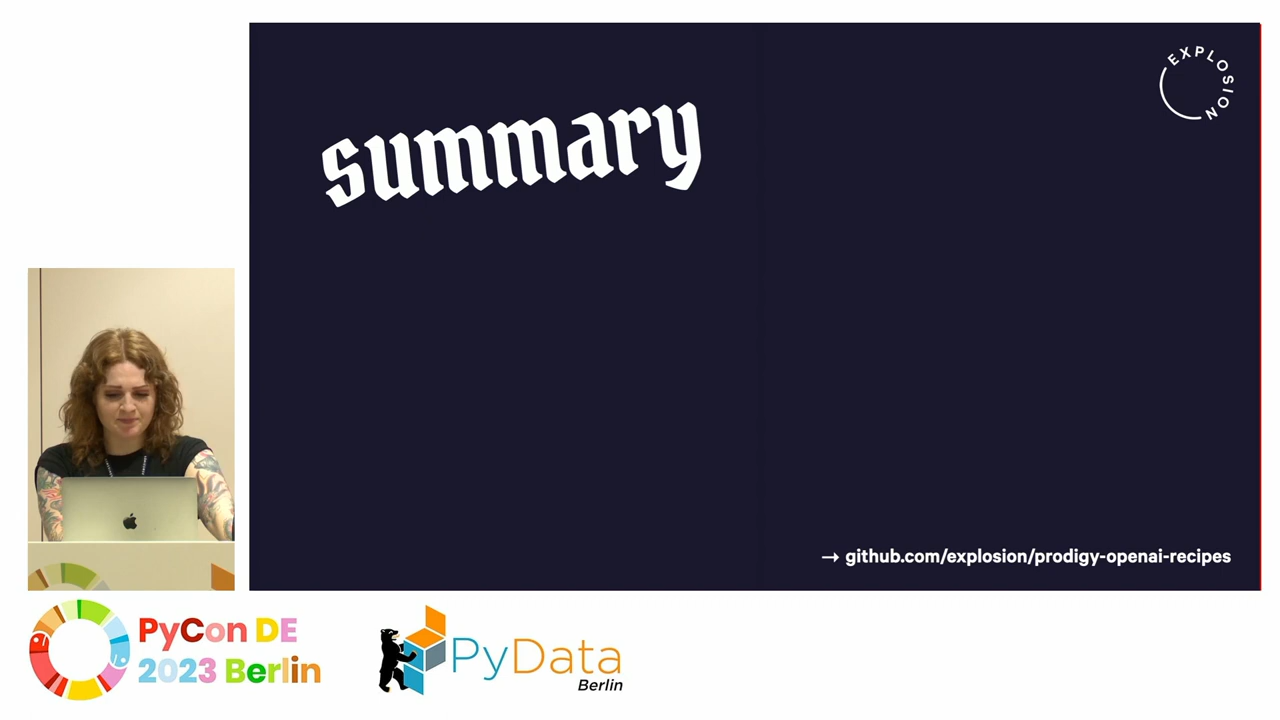 summary
EXPLOSION
→ github.com/explosion/prodigy-openai-recipes
PyCon DE
2023 Berlin
PyData
Berlin